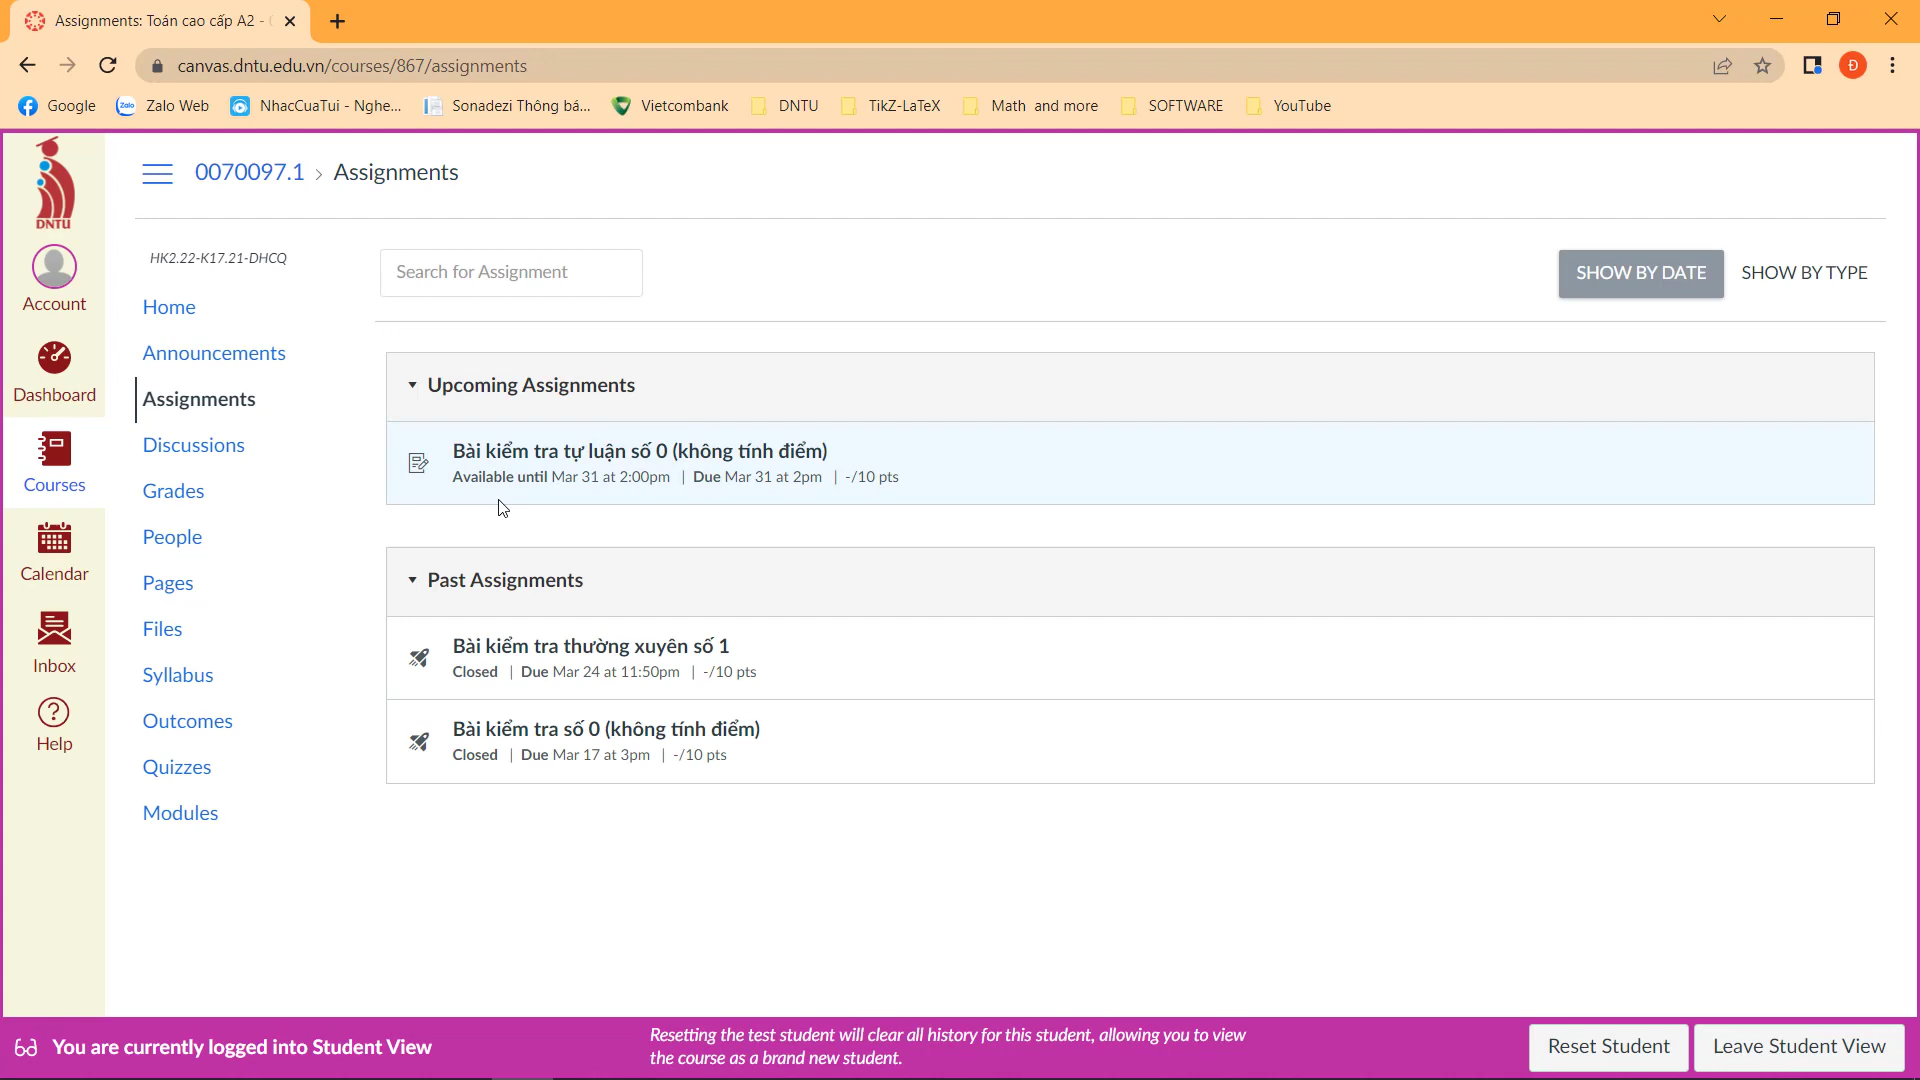 Assignments: Toán cao cấp A2 -
canvas.dntu.edu.vn/courses/867/assignments
Đ
Google
Zalo Web
NhacCuaTui - Nghe...
Sonadezi Thông bá...
Vietcombank
DNTU
TikZ-LaTeX
Math and more
SOFTWARE
YouTube
DNTU
Account
Dashboard
Courses
Calendar
Inbox
Help
0070097.1 › Assignments
HK2.22-K17.21-DHCQ
Home
Announcements
Assignments
Discussions
Grades
People
Pages
Files
Syllabus
Outcomes
Quizzes
Modules
Search for Assignment
SHOW BY DATE
SHOW BY TYPE
Upcoming Assignments
Bài kiểm tra tự luận số 0 (không tính điểm)
Available until Mar 31 at 2:00pm | Due Mar 31 at 2pm | -/10 pts
Past Assignments
Bài kiểm tra thường xuyên số 1
Closed | Due Mar 24 at 11:50pm | -/10 pts
Bài kiểm tra số 0 (không tính điểm)
Closed | Due Mar 17 at 3pm | -/10 pts
You are currently logged into Student View
Resetting the test student will clear all history for this student, allowing you to view
the course as a brand new student.
Reset Student
Leave Student View